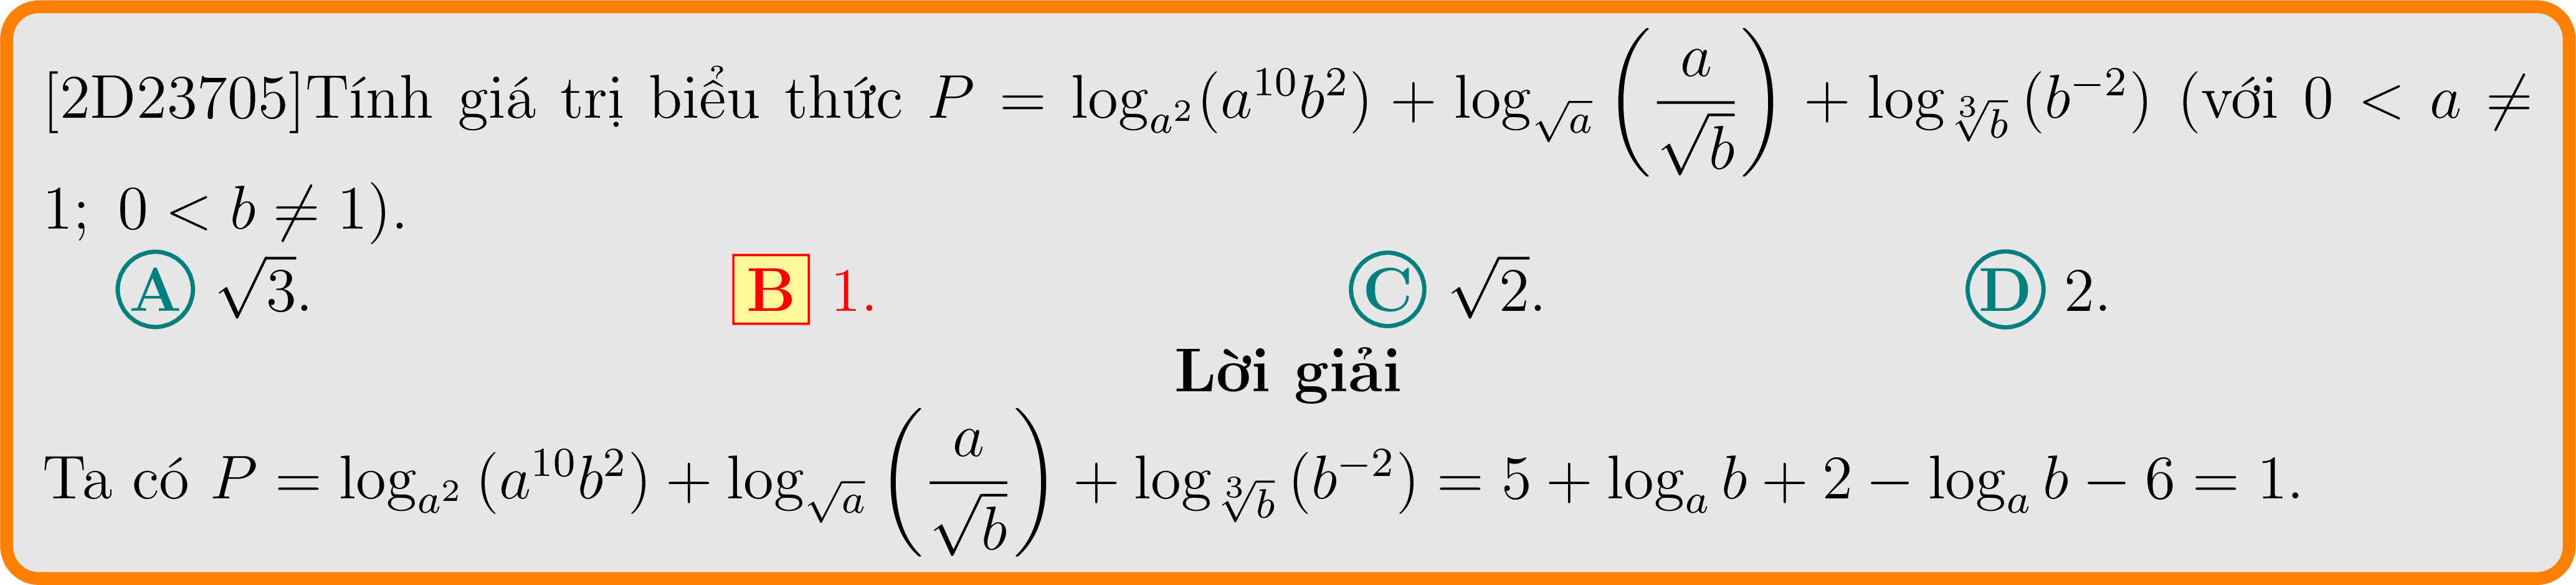 [2D23705]Tính giá trị biểu thức $P = \log_{a^2}(a^{10}b^2) + \log_{\sqrt{a}}\left(\dfrac{a}{\sqrt{b}}\right) + \log_{\sqrt[3]{b}}(b^{-2})$ (với $0 < a \neq$
$1;\ 0 < b \neq 1$).
A $\sqrt{3}$. B 1. C $\sqrt{2}$. D 2.
Lời giải
Ta có $P = \log_{a^2}(a^{10}b^2) + \log_{\sqrt{a}}\left(\dfrac{a}{\sqrt{b}}\right) + \log_{\sqrt[3]{b}}(b^{-2}) = 5 + \log_a b + 2 - \log_a b - 6 = 1.$